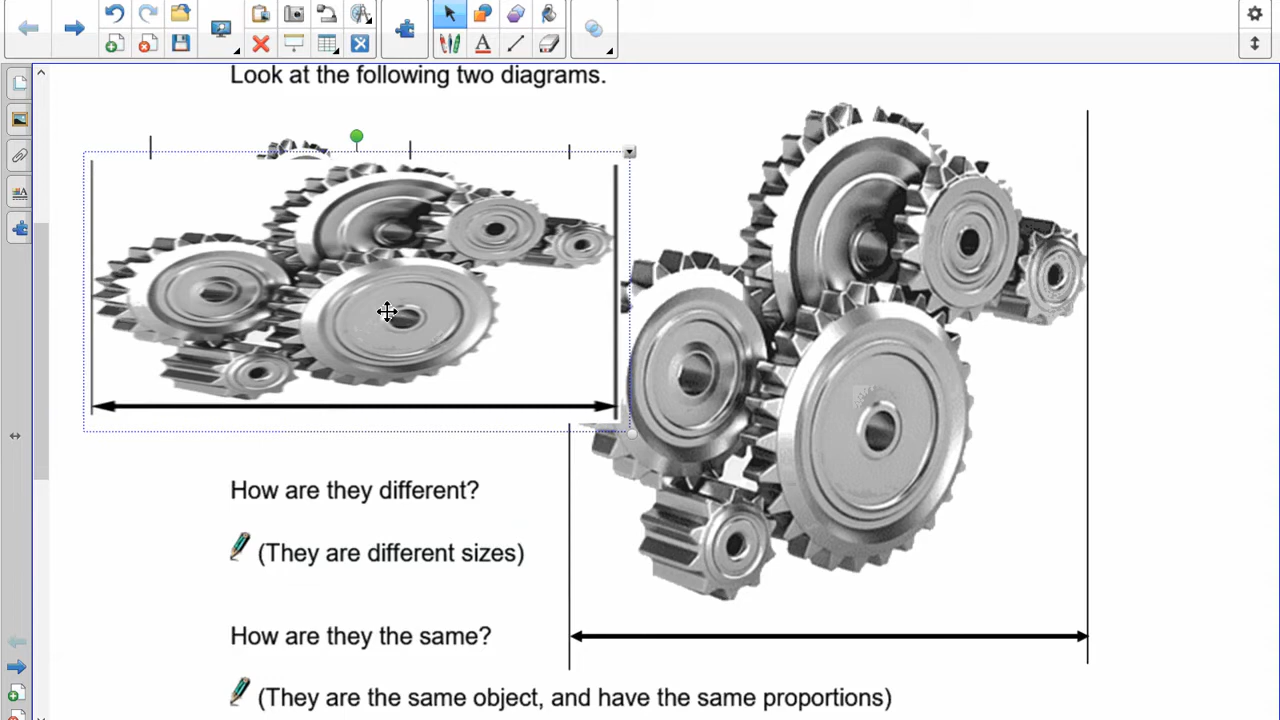 Look at the following two diagrams.
How are they different?
(They are different sizes)
How are they the same?
(They are the same object, and have the same proportions)